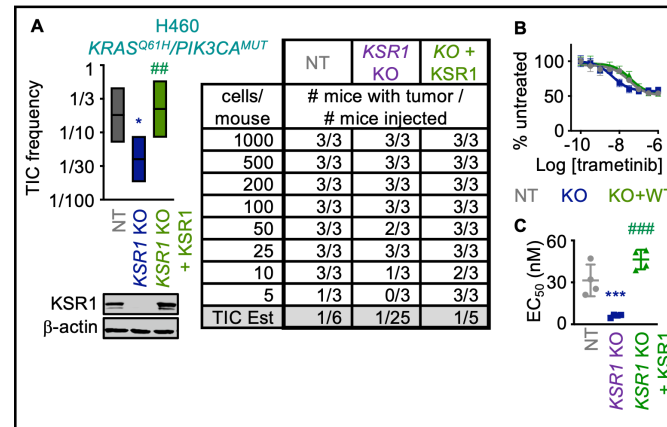 A
H460
KRAS^Q61H/PIK3CA^MUT
TIC frequency
1
1/3
1/10
1/30
1/100
*
##
NT
KSR1 KO
KSR1 KO
+ KSR1
KSR1
β-actin
NT KSR1 KO KO + KSR1
cells/mouse # mice with tumor / # mice injected
1000 3/3 3/3 3/3
500 3/3 3/3 3/3
200 3/3 3/3 3/3
100 3/3 3/3 3/3
50 3/3 2/3 3/3
25 3/3 3/3 3/3
10 3/3 1/3 2/3
5 1/3 0/3 3/3
TIC Est 1/6 1/25 1/5
B
% untreated
100
50
0
-10 -8 -6
Log [trametinib]
NT KO KO+WT
C
EC50 (nM)
60
30
0
***
###
NT
KSR1 KO
KSR1 KO
+ KSR1